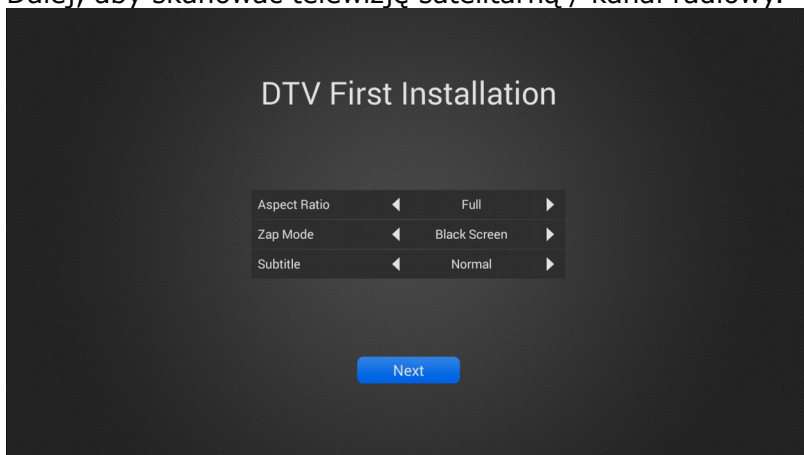 Dalej, aby skanować telewizję satelitarną / kanał radiowy.
DTV First Installation
Aspect Ratio Full
Zap Mode Black Screen
Subtitle Normal
Next